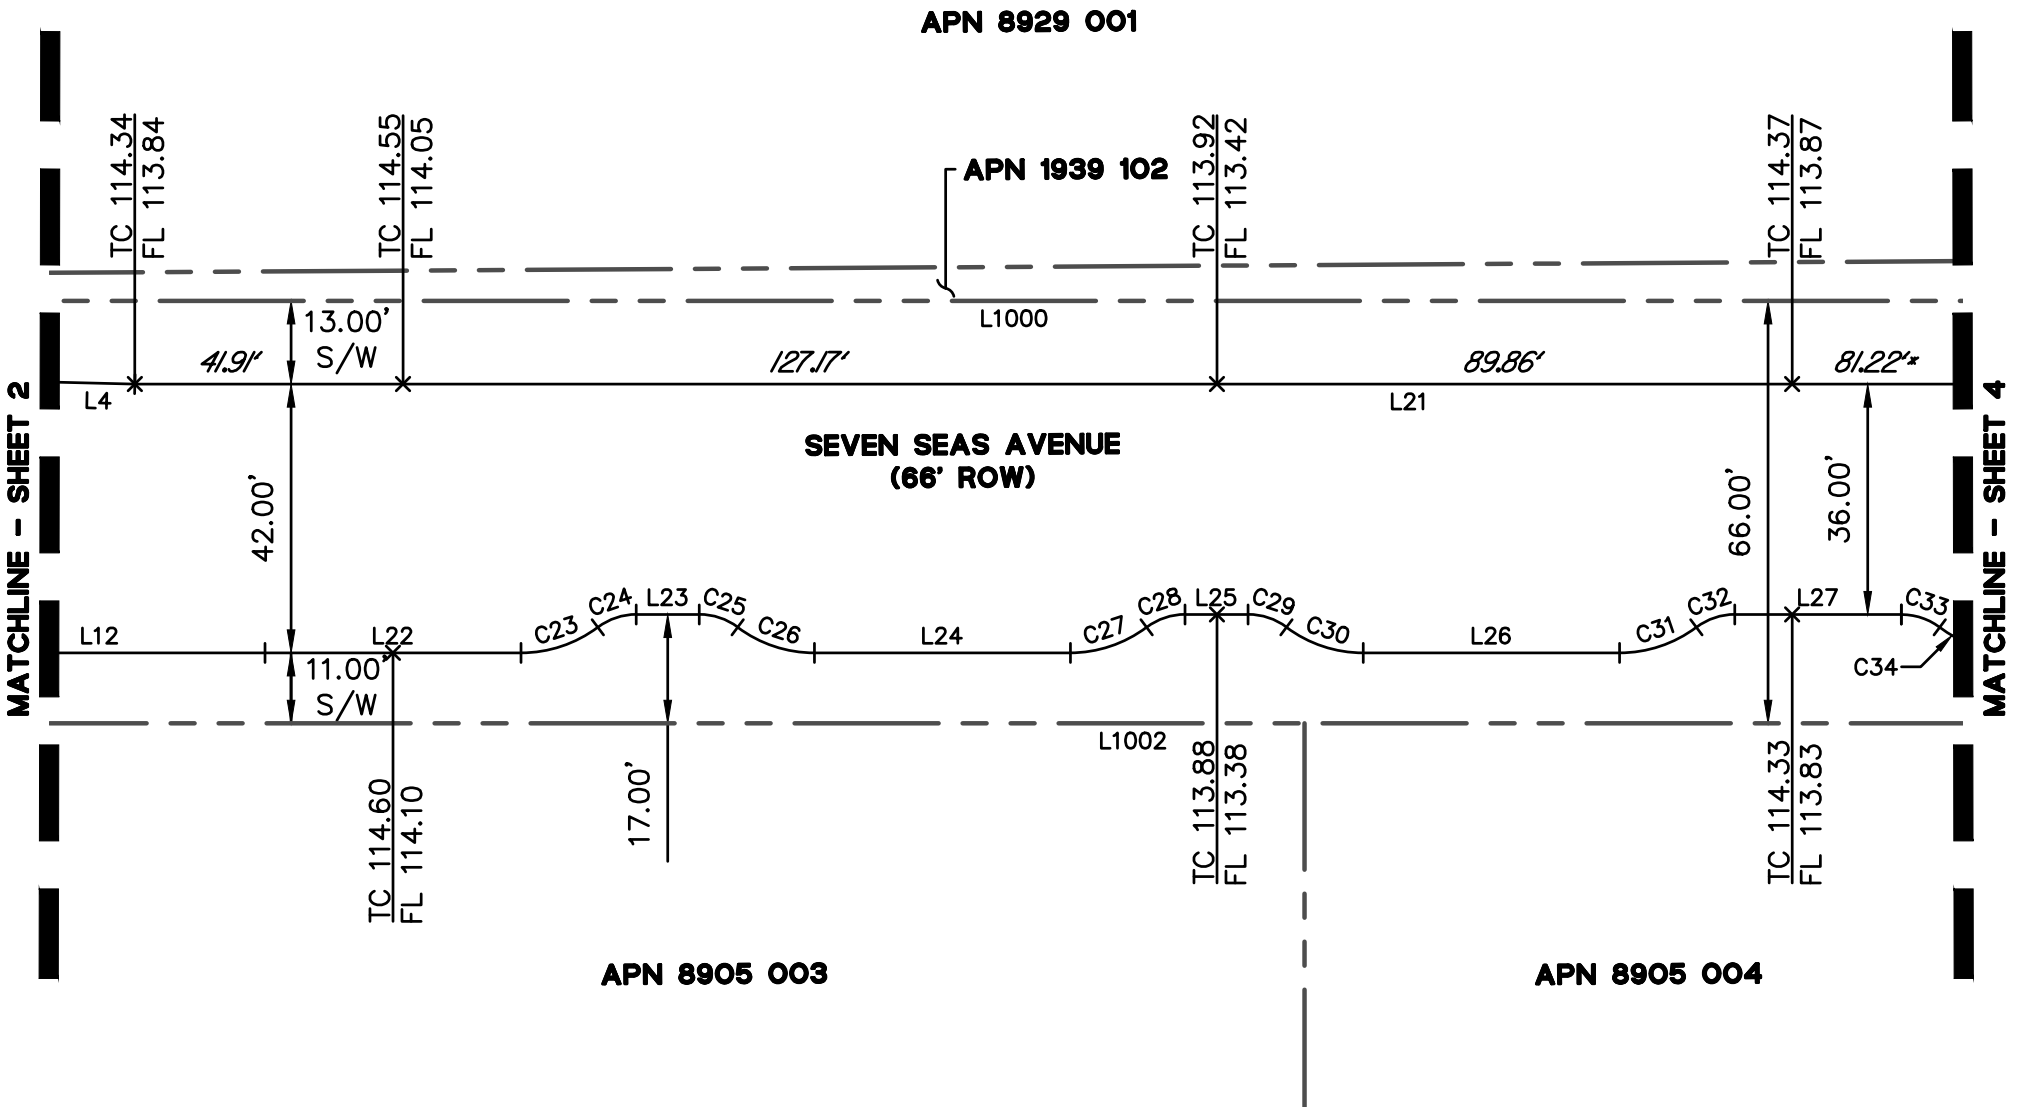 APN 8929 001
TC 114.34
FL 113.84
TC 114.55
FL 114.05
TC 113.92
FL 113.42
TC 114.37
FL 113.87
APN 1939 102
L1000
13.00'
S/W
41.91'
127.17'
89.86'
81.22'*
L4
L21
MATCHLINE - SHEET 2
MATCHLINE - SHEET 4
SEVEN SEAS AVENUE
(66' ROW)
42.00'
66.00'
36.00'
L12
L22
C23
C24
L23
C25
C26
L24
C27
C28
L25
C29
C30
L26
C31
C32
L27
C33
C34
11.00'
S/W
L1002
17.00'
TC 114.60
FL 114.10
TC 113.88
FL 113.38
TC 114.33
FL 113.83
APN 8905 003
APN 8905 004